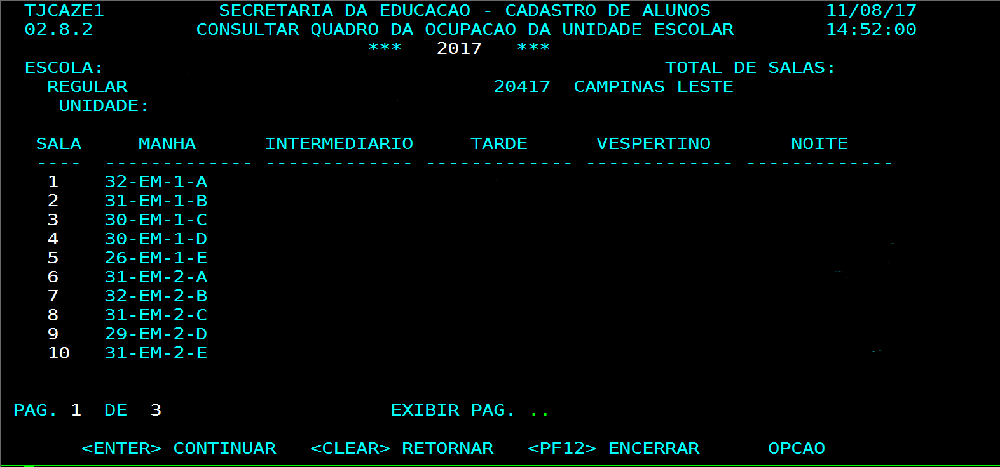 TJCAZE1 SECRETARIA DA EDUCACAO - CADASTRO DE ALUNOS 11/08/17
02.8.2 CONSULTAR QUADRO DA OCUPACAO DA UNIDADE ESCOLAR 14:52:00
*** 2017 ***
ESCOLA: TOTAL DE SALAS:
REGULAR 20417 CAMPINAS LESTE
UNIDADE:
SALA MANHA INTERMEDIARIO TARDE VESPERTINO NOITE
---- ------------- ------------- ------------- ------------- -------------
1 32-EM-1-A
2 31-EM-1-B
3 30-EM-1-C
4 30-EM-1-D
5 26-EM-1-E
6 31-EM-2-A
7 32-EM-2-B
8 31-EM-2-C
9 29-EM-2-D
10 31-EM-2-E
PAG. 1 DE 3 EXIBIR PAG. ..
<ENTER> CONTINUAR <CLEAR> RETORNAR <PF12> ENCERRAR OPCAO